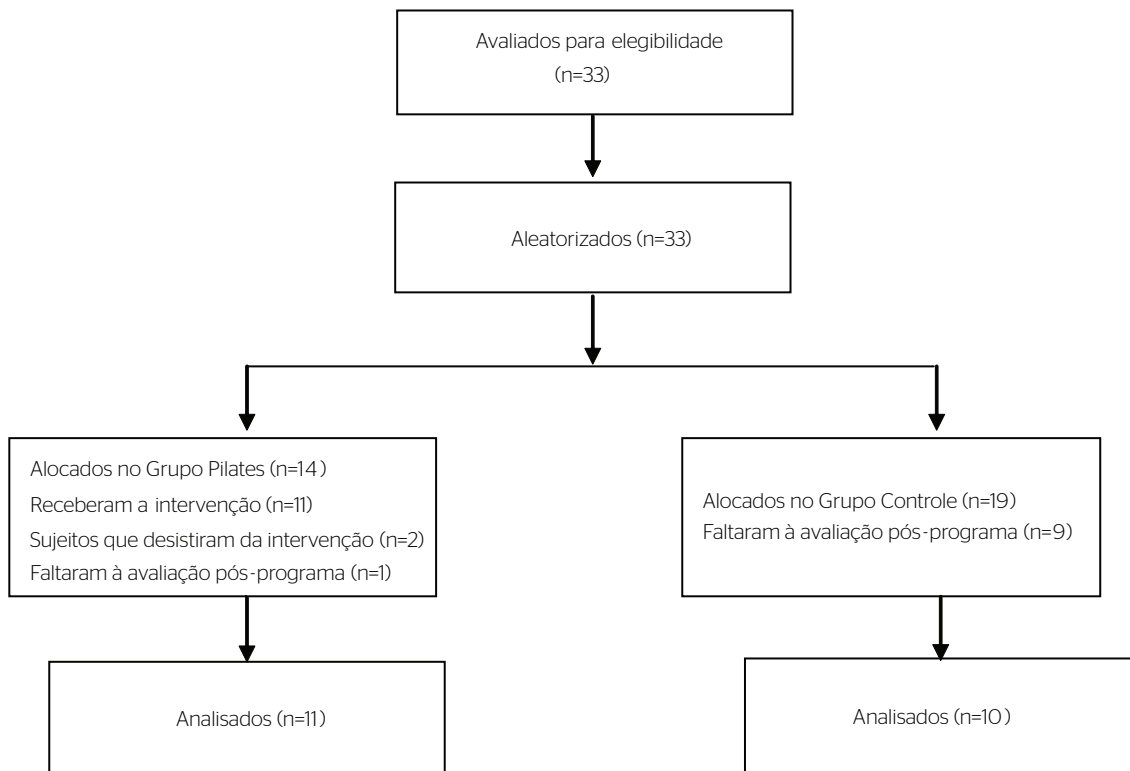 Avaliados para elegibilidade
(n=33)
Aleatorizados (n=33)
Alocados no Grupo Pilates (n=14)
Receberam a intervenção (n=11)
Sujeitos que desistiram da intervenção (n=2)
Faltaram à avaliação pós-programa (n=1)
Alocados no Grupo Controle (n=19)
Faltaram à avaliação pós-programa (n=9)
Analisados (n=11)
Analisados (n=10)